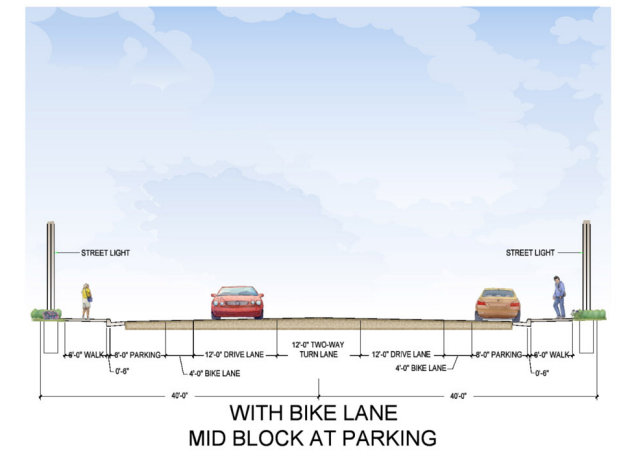 STREET LIGHT
STREET LIGHT
6'-0" WALK
8'-0" PARKING
12'-0" DRIVE LANE
12'-0" TWO-WAY
TURN LANE
12'-0" DRIVE LANE
8'-0" PARKING
6'-0" WALK
0'-6"
4'-0" BIKE LANE
4'-0" BIKE LANE
0'-6"
40'-0"
40'-0"
WITH BIKE LANE
MID BLOCK AT PARKING